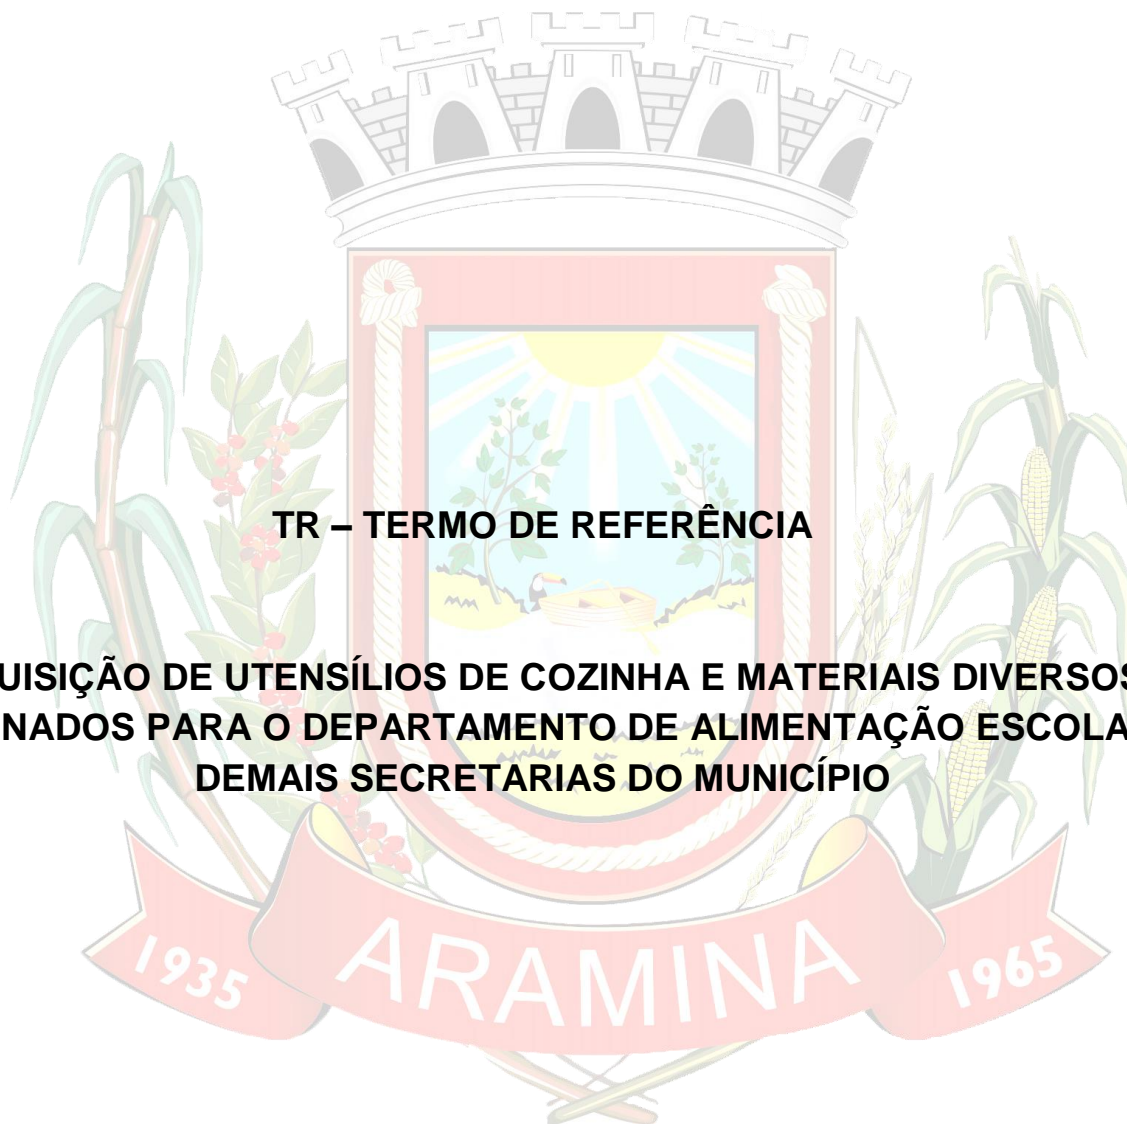 TR – TERMO DE REFERÊNCIA
UISIÇÃO DE UTENSÍLIOS DE COZINHA E MATERIAIS DIVERSOS
NADOS PARA O DEPARTAMENTO DE ALIMENTAÇÃO ESCOLA
DEMAIS SECRETARIAS DO MUNICÍPIO
1935 ARAMINA 1965